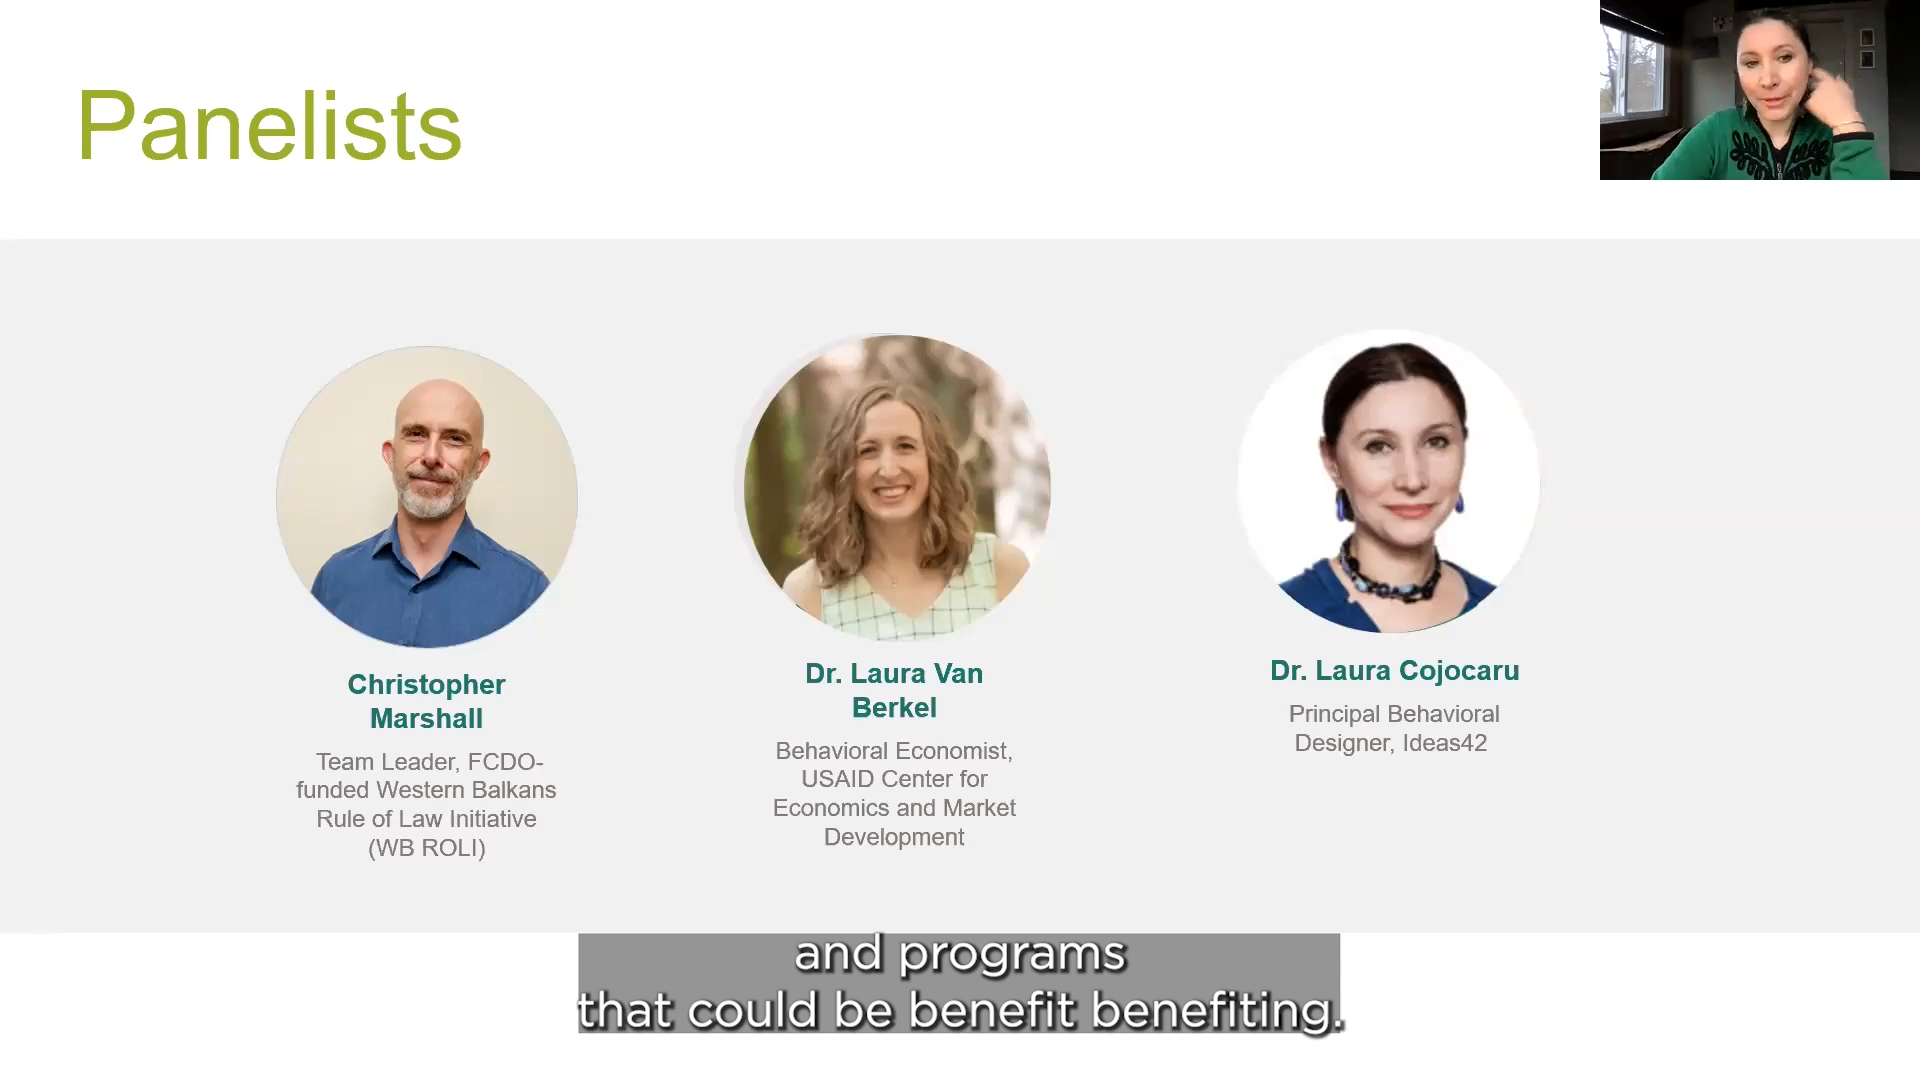 Panelists
Christopher
Marshall
Team Leader, FCDO-
funded Western Balkans
Rule of Law Initiative
(WB ROLI)
Dr. Laura Van
Berkel
Behavioral Economist,
USAID Center for
Economics and Market
Development
Dr. Laura Cojocaru
Principal Behavioral
Designer, Ideas42
and programs
that could be benefit benefiting.